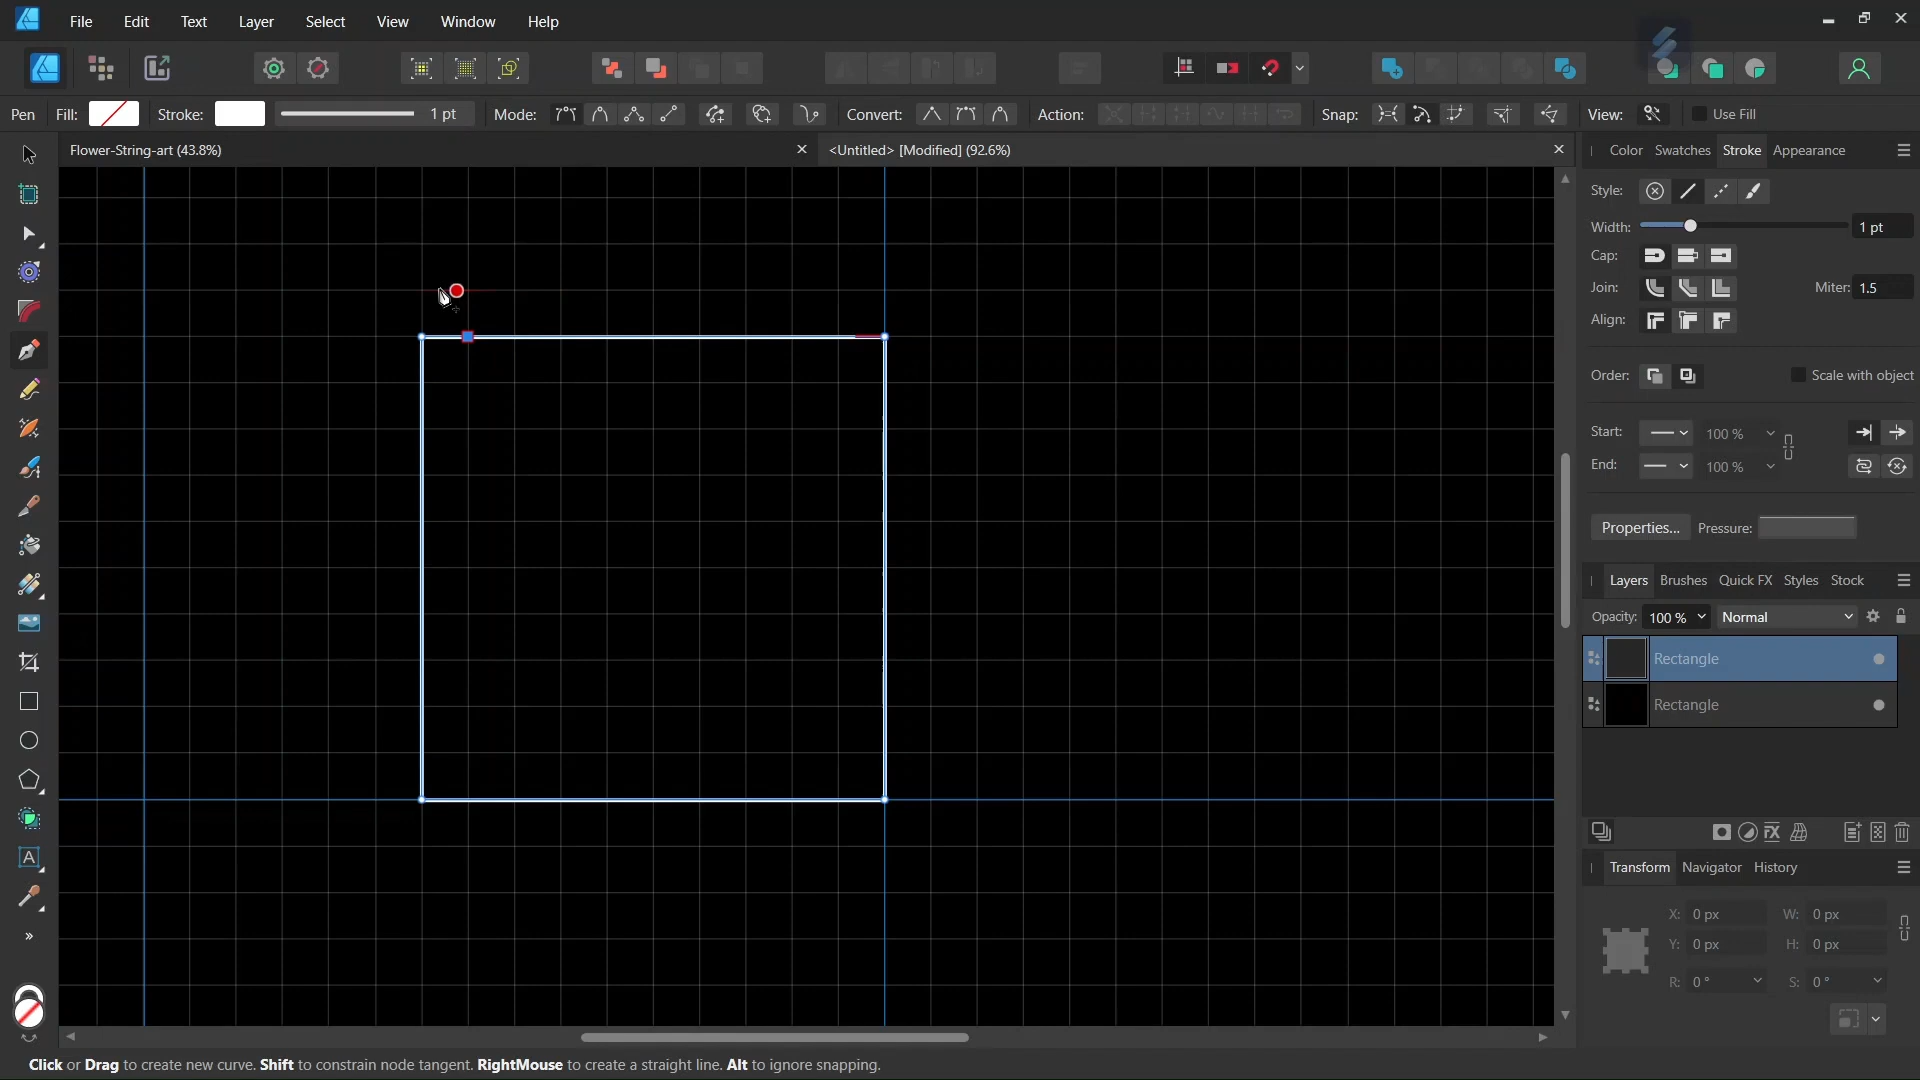 File Edit Text Layer Select View Window Help
Pen Fill: Stroke: 1 pt Mode: Convert: Action: Snap: View: Use Fill
Flower-String-art (43.8%)
<Untitled> [Modified] (92.6%)
Color Swatches Stroke Appearance
Style:
Width: 1 pt
Cap:
Join: Miter: 1.5
Align:
Order: Scale with object
Start: 100 %
End: 100 %
Properties... Pressure:
Layers Brushes Quick FX Styles Stock
Opacity: 100 % Normal
Rectangle
Rectangle
FX
A
Transform Navigator History
X: 0 px W: 0 px
Y: 0 px H: 0 px
R: 0 ° S: 0 °
Click or Drag to create new curve. Shift to constrain node tangent. RightMouse to create a straight line. Alt to ignore snapping.